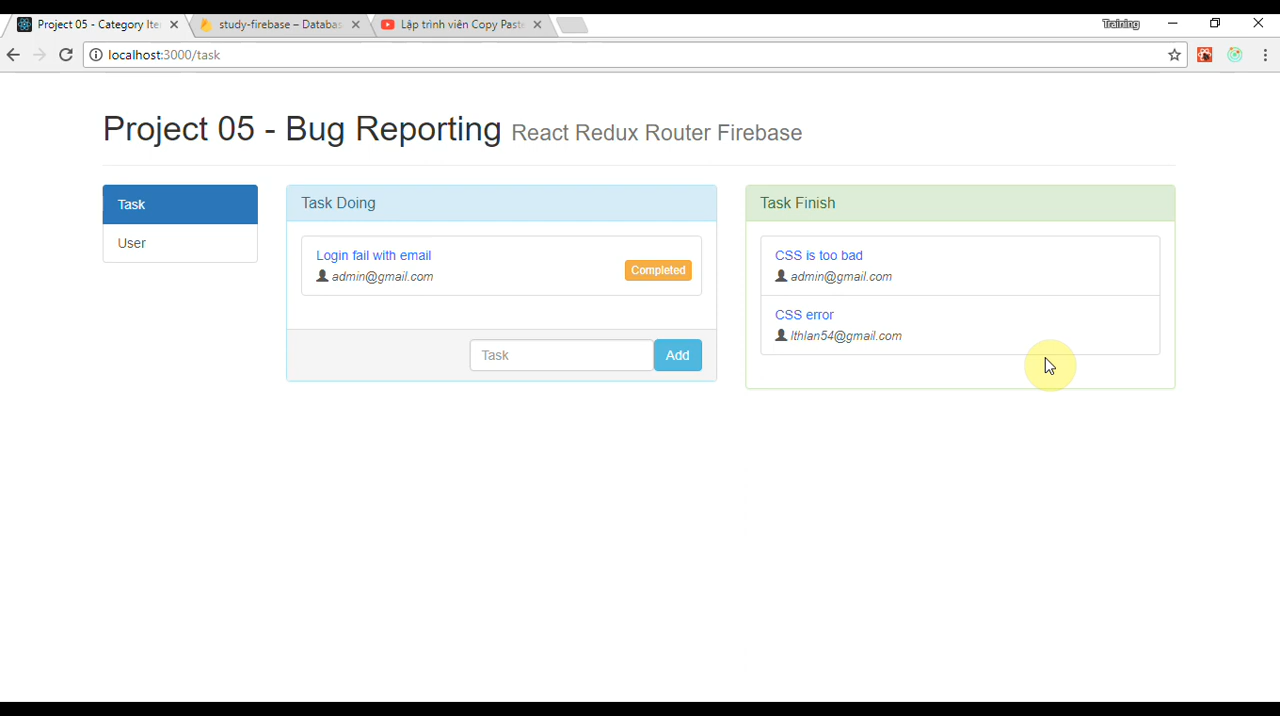 Project 05 - Category Ite
study-firebase – Databas
Lập trình viên Copy Past
Training
localhost:3000/task
Project 05 - Bug Reporting React Redux Router Firebase
Task
User
Task Doing
Login fail with email
admin@gmail.com
Completed
Task
Add
Task Finish
CSS is too bad
admin@gmail.com
CSS error
lthlan54@gmail.com